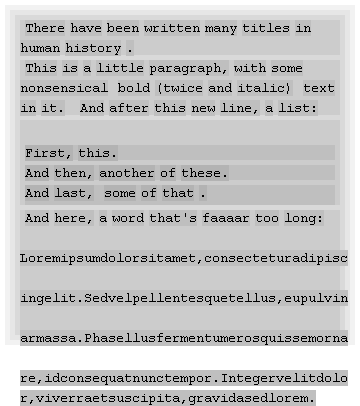 There have been written many titles in
human history .
This is a little paragraph, with some
nonsensical bold (twice and italic) text
in it. And after this new line, a list:
First, this.
And then, another of these.
And last, some of that .
And here, a word that's faaaar too long:
Loremipsumdolorsitamet,consecteturadipisc
ingelit.Sedvelpellentesquetellus,eupulvin
armassa.Phasellusfermentumerosquissemorna
re,idconsequatnunctempor.Integervelitdolo
r,viverraetsuscipita,gravidasedlorem.